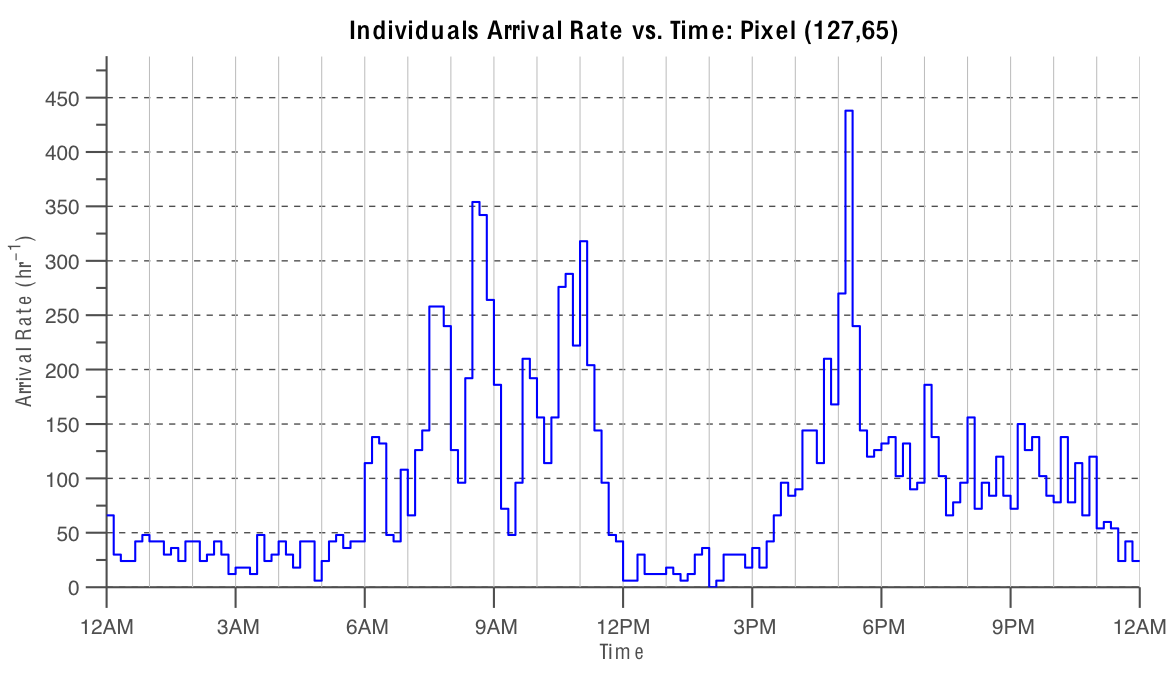 Individuals Arrival Rate vs. Time: Pixel (127,65)
Arrival Rate (hr⁻¹)
450
400
350
300
250
200
150
100
50
0
12AM 3AM 6AM 9AM 12PM 3PM 6PM 9PM 12AM
Time